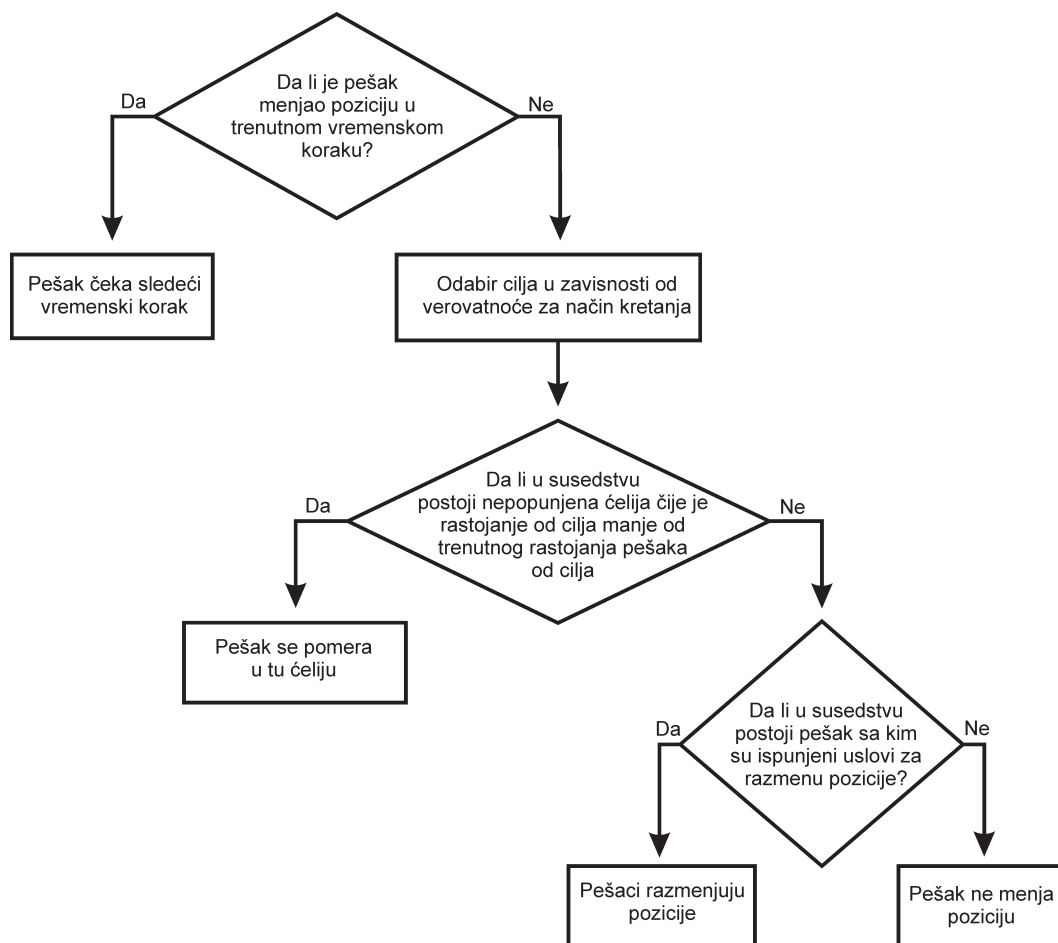 Da li je pešak
menjao poziciju u
trenutnom vremenskom
koraku?
Da
Ne
Pešak čeka sledeći
vremenski korak
Odabir cilja u zavisnosti od
verovatnoće za način kretanja
Da li u susedstvu
postoji nepopunjena ćelija čije je
rastojanje od cilja manje od
trenutnog rastojanja pešaka
od cilja
Da
Ne
Pešak se pomera
u tu ćeliju
Da li u susedstvu
postoji pešak sa kim
su ispunjeni uslovi za
razmenu pozicije?
Da
Ne
Pešaci razmenjuju
pozicije
Pešak ne menja
poziciju